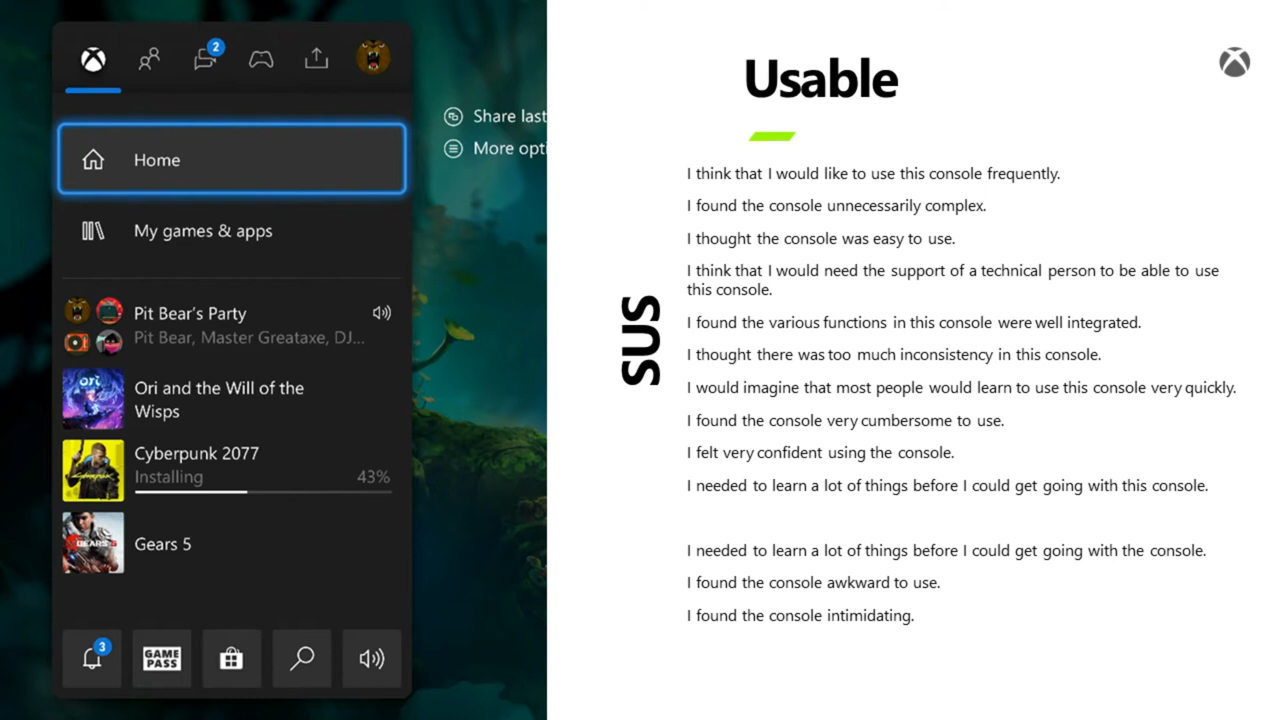 2
Home
My games & apps
Pit Bear's Party
Pit Bear, Master Greataxe, DJ...
ori
Ori and the Will of the
Wisps
Cyberpunk 2077
Installing 43%
GEARS 5
Gears 5
3
GAME
PASS
Share last
More opti
Usable
SUS
I think that I would like to use this console frequently.
I found the console unnecessarily complex.
I thought the console was easy to use.
I think that I would need the support of a technical person to be able to use
this console.
I found the various functions in this console were well integrated.
I thought there was too much inconsistency in this console.
I would imagine that most people would learn to use this console very quickly.
I found the console very cumbersome to use.
I felt very confident using the console.
I needed to learn a lot of things before I could get going with this console.
I needed to learn a lot of things before I could get going with the console.
I found the console awkward to use.
I found the console intimidating.